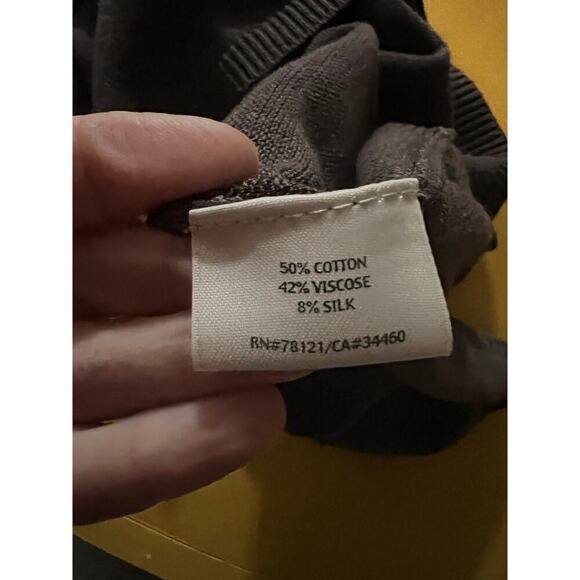 50% COTTON
42% VISCOSE
8% SILK
RN#78121/CA#34460